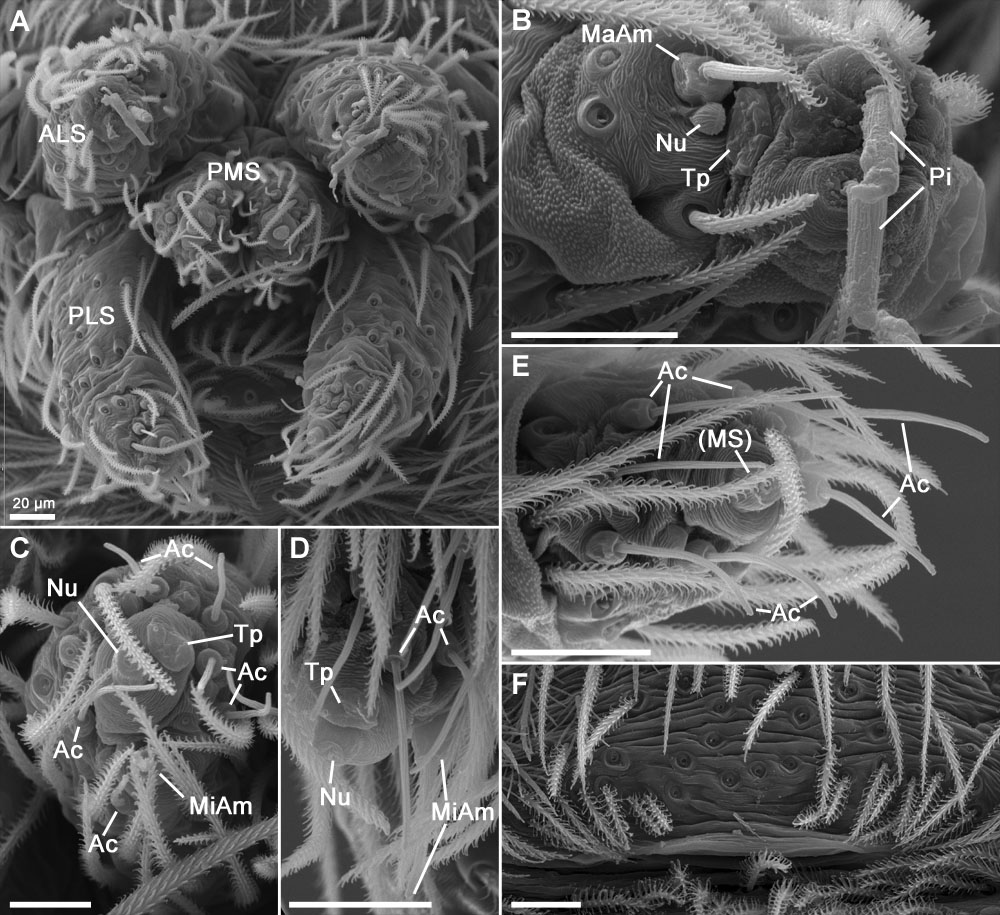 A
ALS
PMS
PLS
20 µm
B
MaAm
Nu
Tp
Pi
C
Ac
Nu
Tp
Ac
Ac
MiAm
Ac
D
Ac
Tp
Nu
MiAm
E
Ac
(MS)
Ac
Ac
F